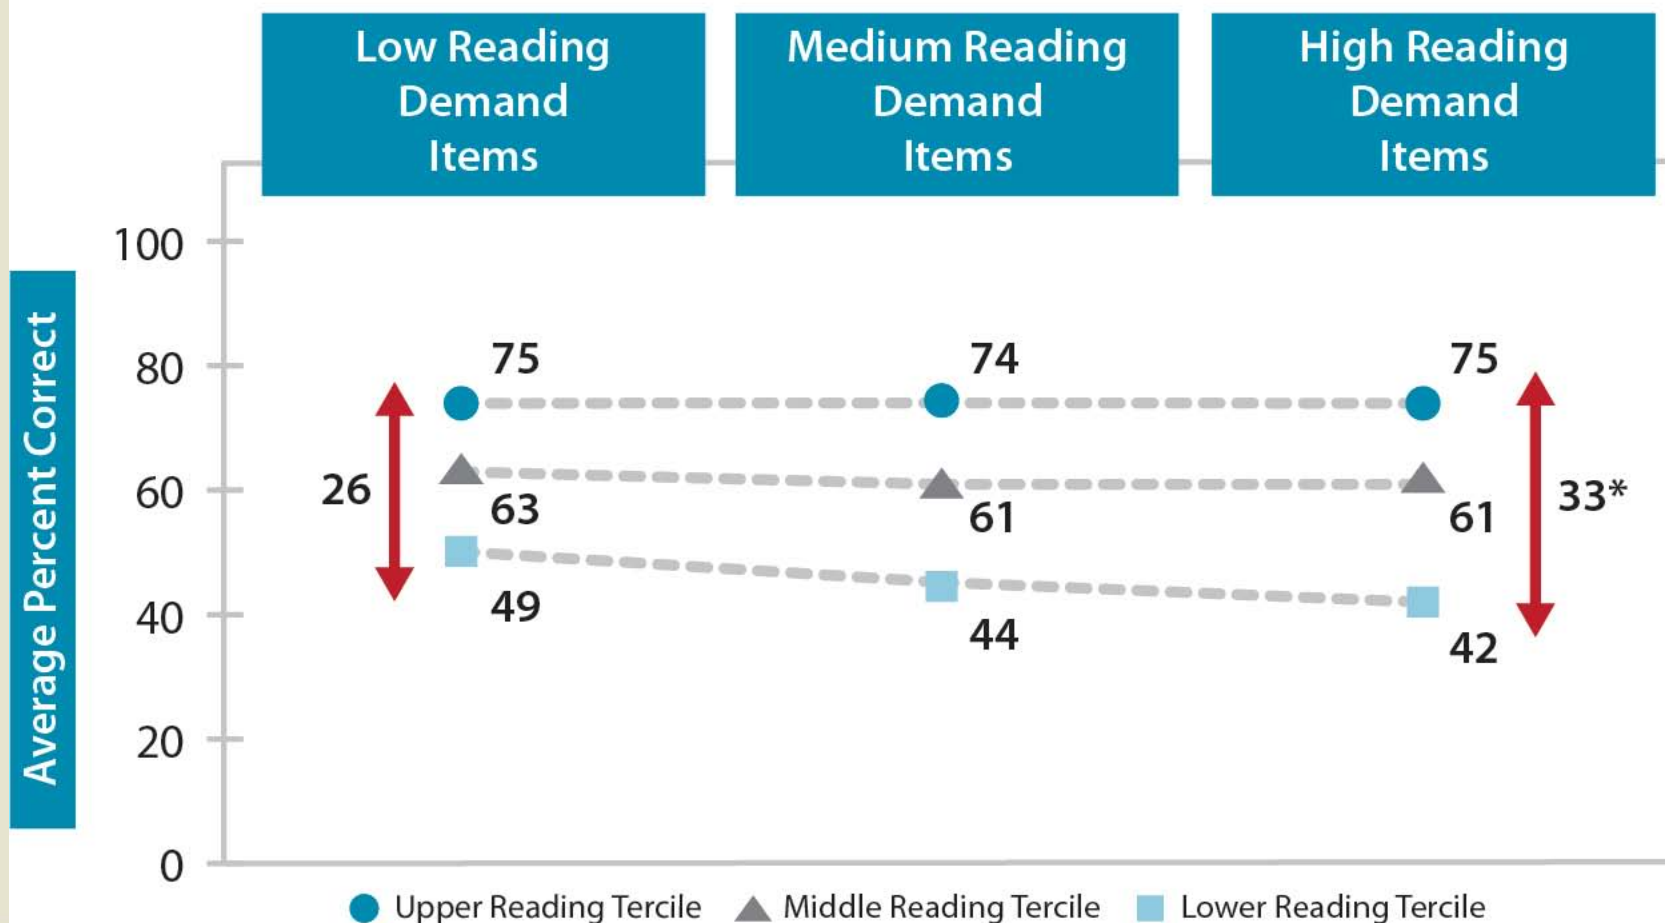 Low Reading
Demand
Items
Medium Reading
Demand
Items
High Reading
Demand
Items
Average Percent Correct
100
80
60
40
20
0
75
74
75
26
63
61
61
33*
49
44
42
Upper Reading Tercile
Middle Reading Tercile
Lower Reading Tercile